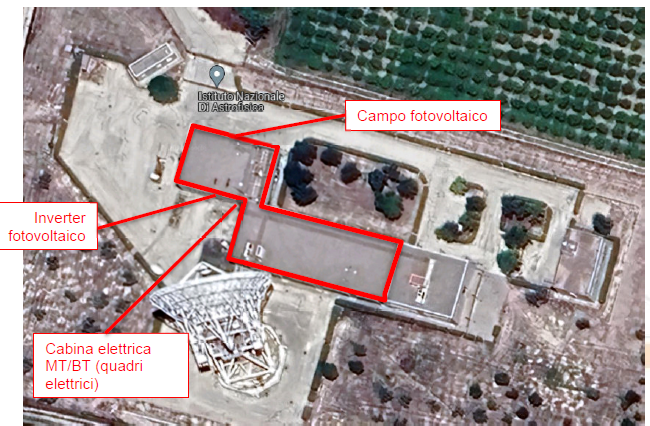 Istituto Nazionale
Di Astrofisica
Campo fotovoltaico
Inverter
fotovoltaico
Cabina elettrica
MT/BT (quadri
elettrici)